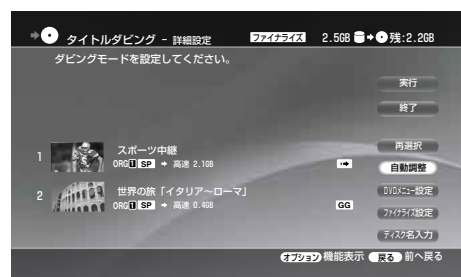 タイトルダビング - 詳細設定 ファイナライズ 2.5GB 残:2.2GB
ダビングモードを設定してください。
実行
終了
再選択
自動調整
DVDメニュー設定
ファイナライズ設定
ディスク名入力
1 スポーツ中継
ORG 1 SP 高速 2.1GB
2 世界の旅「イタリア〜ローマ」
ORG 1 SP 高速 0.4GB GG
オプション 機能表示 戻る 前へ戻る